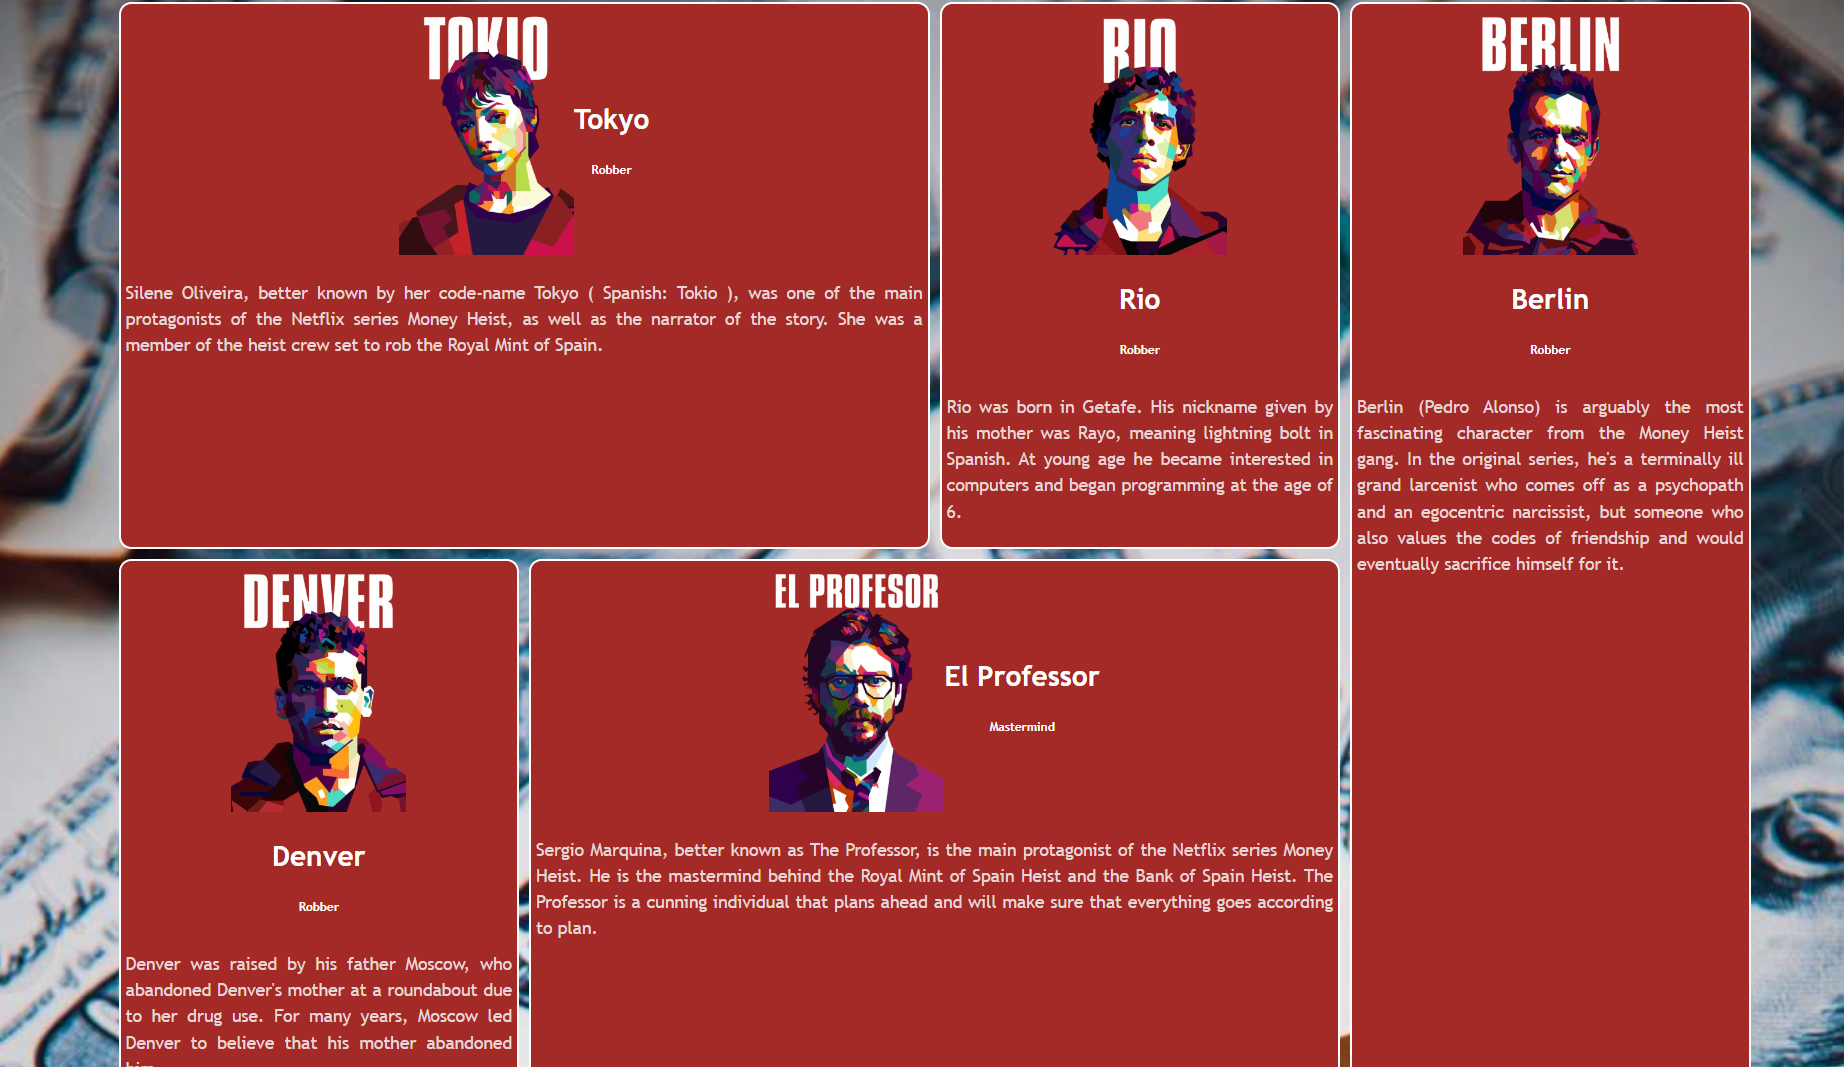 TOKIO
Tokyo
Robber
Silene Oliveira, better known by her code-name Tokyo ( Spanish: Tokio ), was one of the main
protagonists of the Netflix series Money Heist, as well as the narrator of the story. She was a
member of the heist crew set to rob the Royal Mint of Spain.
RIO
Rio
Robber
Rio was born in Getafe. His nickname given by
his mother was Rayo, meaning lightning bolt in
Spanish. At young age he became interested in
computers and began programming at the age of
6.
BERLIN
Berlin
Robber
Berlin (Pedro Alonso) is arguably the most
fascinating character from the Money Heist
gang. In the original series, he's a terminally ill
grand larcenist who comes off as a psychopath
and an egocentric narcissist, but someone who
also values the codes of friendship and would
eventually sacrifice himself for it.
DENVER
Denver
Robber
Denver was raised by his father Moscow, who
abandoned Denver's mother at a roundabout due
to her drug use. For many years, Moscow led
Denver to believe that his mother abandoned
EL PROFESOR
El Professor
Mastermind
Sergio Marquina, better known as The Professor, is the main protagonist of the Netflix series Money
Heist. He is the mastermind behind the Royal Mint of Spain Heist and the Bank of Spain Heist. The
Professor is a cunning individual that plans ahead and will make sure that everything goes according
to plan.